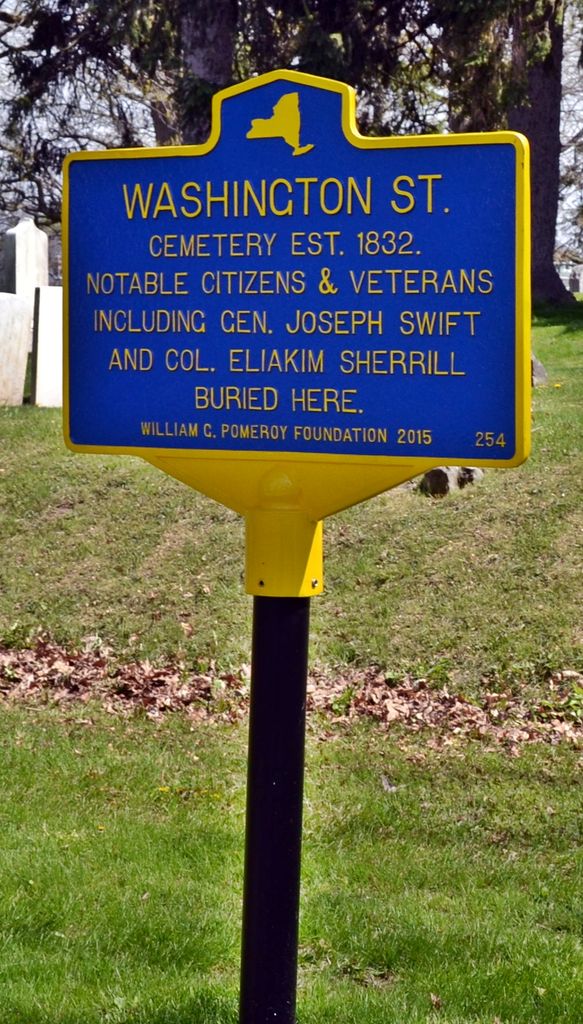 WASHINGTON ST.
CEMETERY EST. 1832.
NOTABLE CITIZENS & VETERANS
INCLUDING GEN. JOSEPH SWIFT
AND COL. ELIAKIM SHERRILL
BURIED HERE.
WILLIAM G. POMEROY FOUNDATION 2015 254